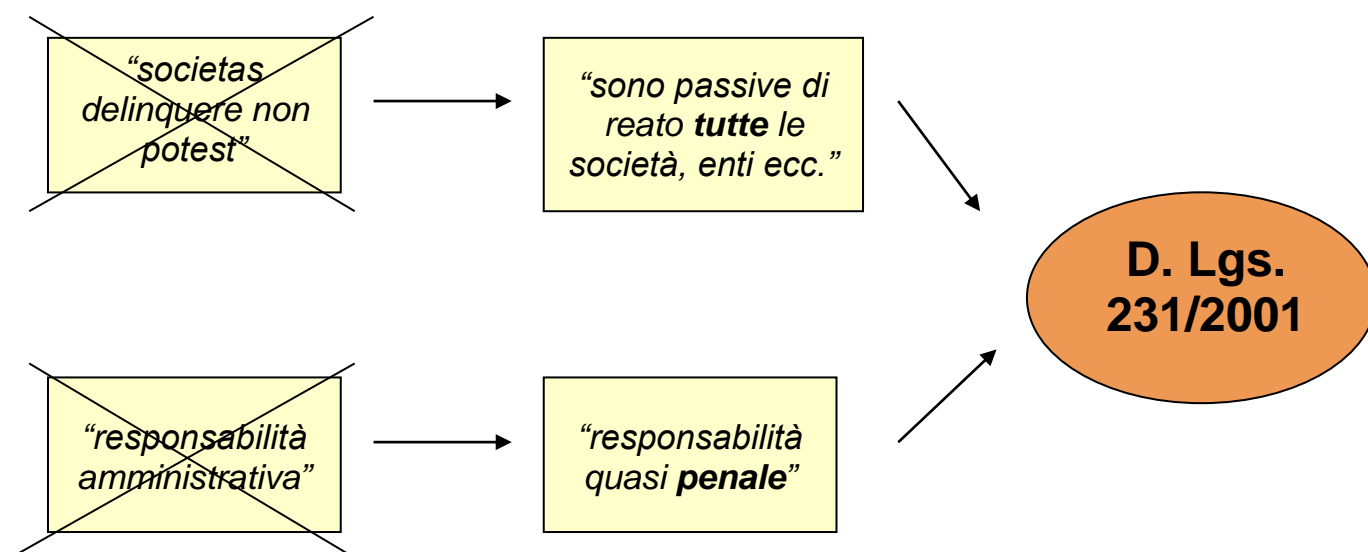 “societas
delinquere non
potest”
“sono passive di
reato tutte le
società, enti ecc.”
D. Lgs.
231/2001
“responsabilità
amministrativa”
“responsabilità
quasi penale”